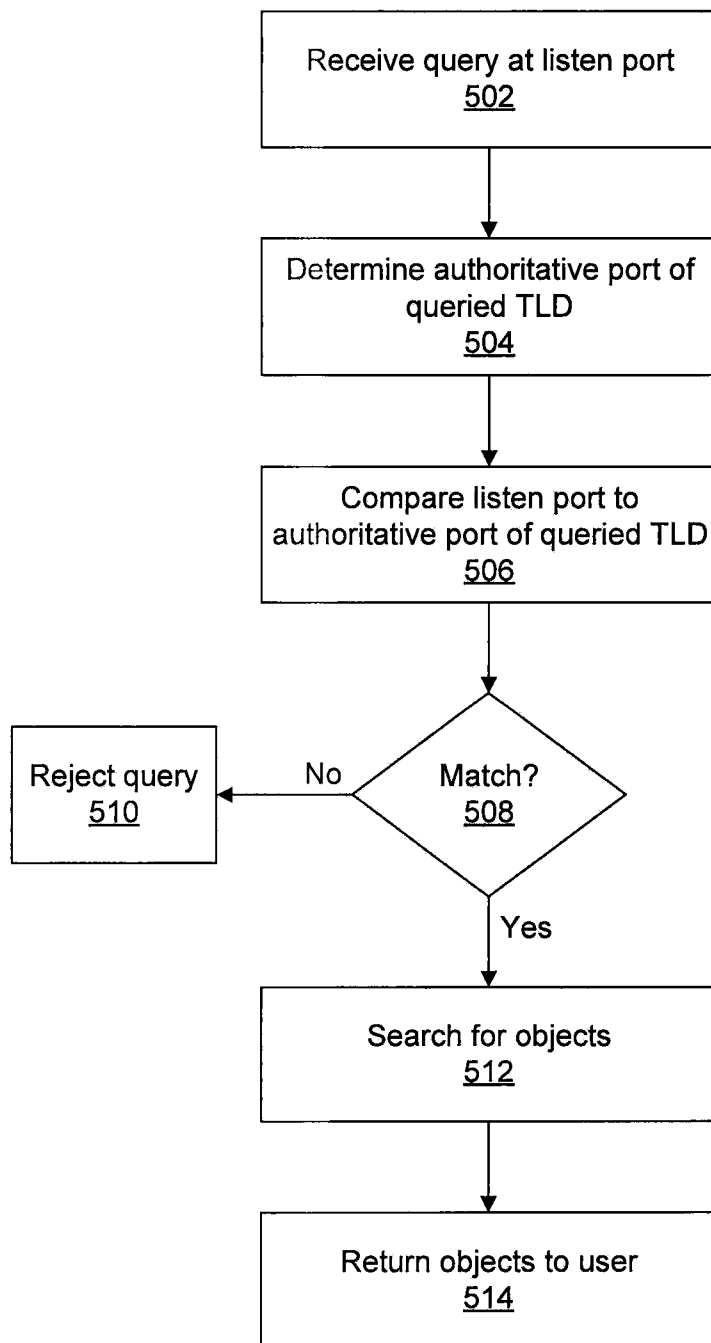 Receive query at listen port
502
Determine authoritative port of
queried TLD
504
Compare listen port to
authoritative port of queried TLD
506
Match?
508
No
Reject query
510
Yes
Search for objects
512
Return objects to user
514